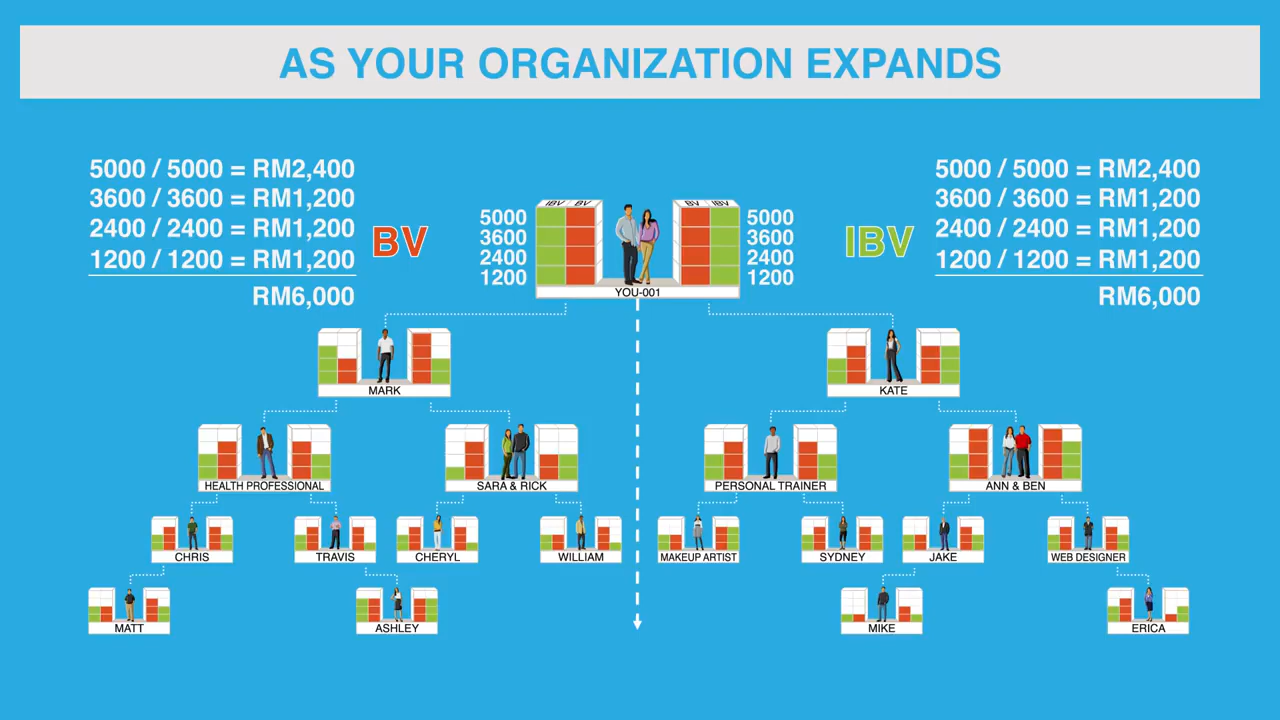 AS YOUR ORGANIZATION EXPANDS
5000 / 5000 = RM2,400
3600 / 3600 = RM1,200
2400 / 2400 = RM1,200
1200 / 1200 = RM1,200
RM6,000
BV
IBV BV
5000
3600
2400
1200
YOU-001
BV IBV
5000
3600
2400
1200
IBV
5000 / 5000 = RM2,400
3600 / 3600 = RM1,200
2400 / 2400 = RM1,200
1200 / 1200 = RM1,200
RM6,000
MARK
KATE
HEALTH PROFESSIONAL
SARA & RICK
PERSONAL TRAINER
ANN & BEN
CHRIS
TRAVIS
CHERYL
WILLIAM
MAKEUP ARTIST
SYDNEY
JAKE
WEB DESIGNER
MATT
ASHLEY
MIKE
ERICA